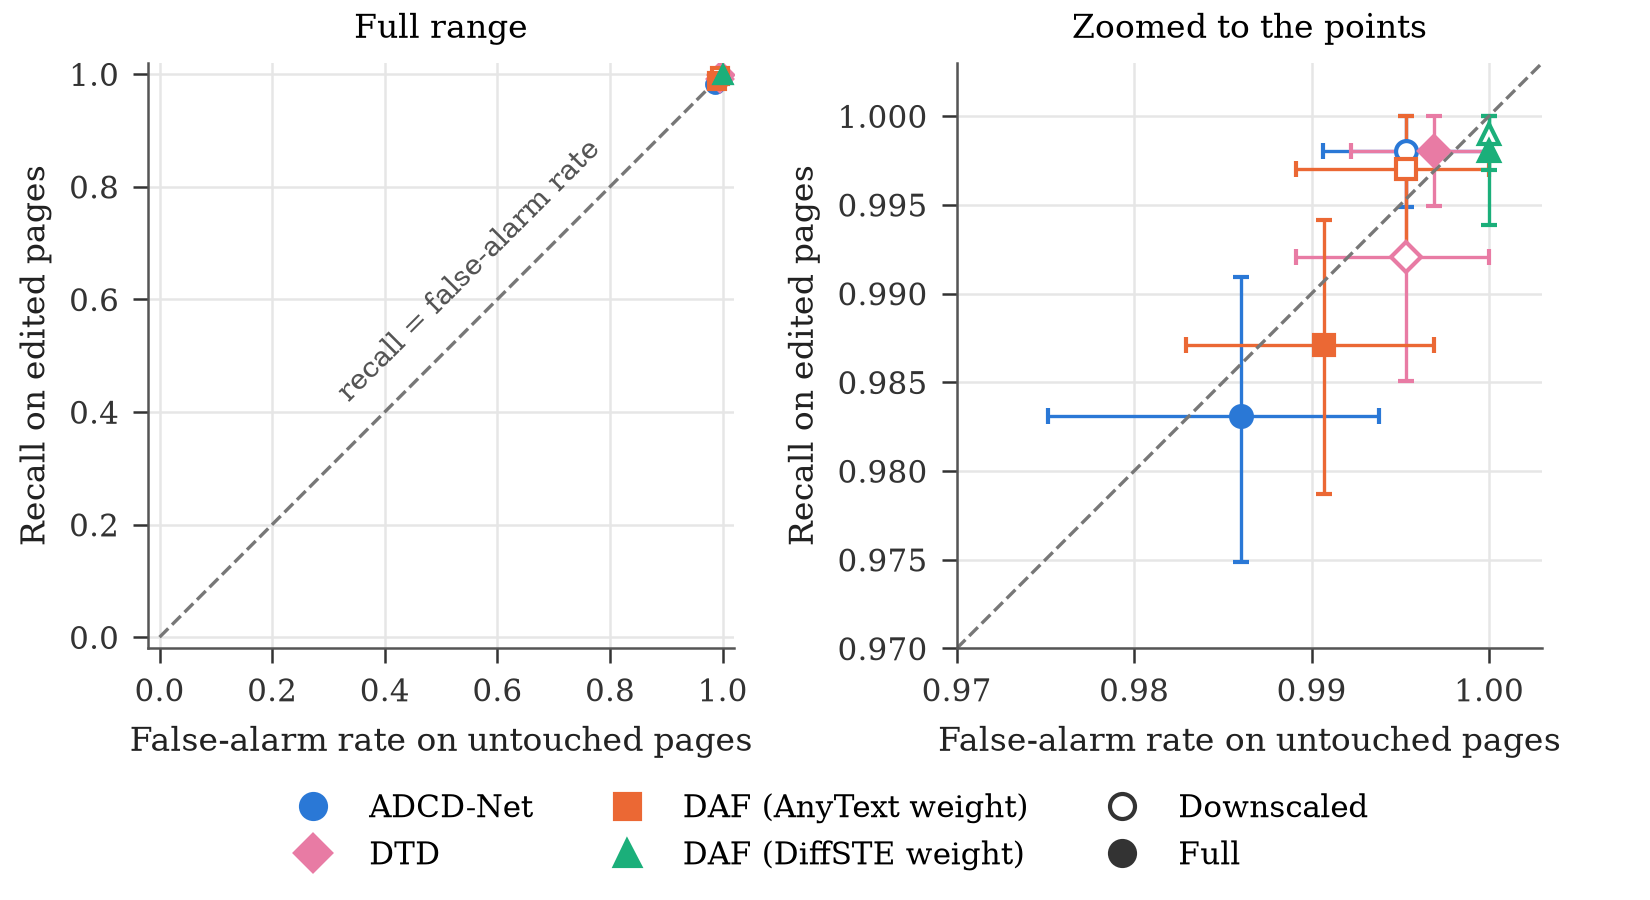 Full range
Zoomed to the points
Recall on edited pages
1.0
0.8
0.6
0.4
0.2
0.0
recall = false-alarm rate
0.0 0.2 0.4 0.6 0.8 1.0
False-alarm rate on untouched pages
Recall on edited pages
1.000
0.995
0.990
0.985
0.980
0.975
0.970
0.97 0.98 0.99 1.00
False-alarm rate on untouched pages
ADCD-Net
DTD
DAF (AnyText weight)
DAF (DiffSTE weight)
Downscaled
Full